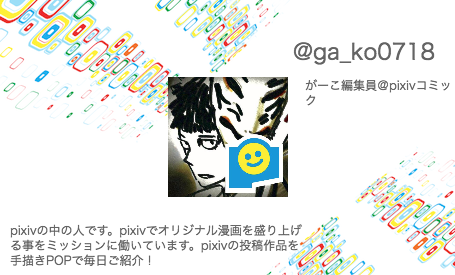 @ga_ko0718
がーこ編集員@pixivコミッ
ク
pixivの中の人です。pixivでオリジナル漫画を盛り上げ
る事をミッションに働いています。pixivの投稿作品を
手描きPOPで毎日ご紹介！